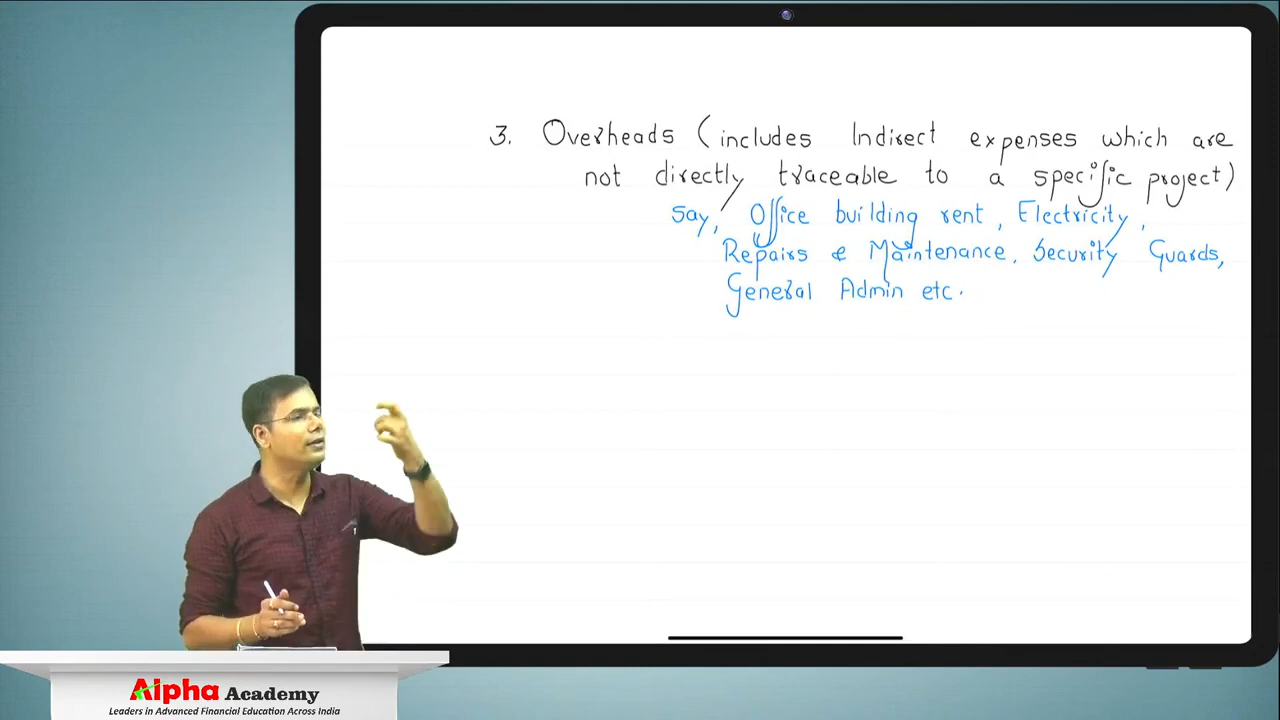 3. Overheads (includes Indirect expenses which are
not directly traceable to a specific project)
say, Office building rent, Electricity,
Repairs & Maintenance, Security Guards,
General Admin etc.
Alpha Academy
Leaders in Advanced Financial Education Across India